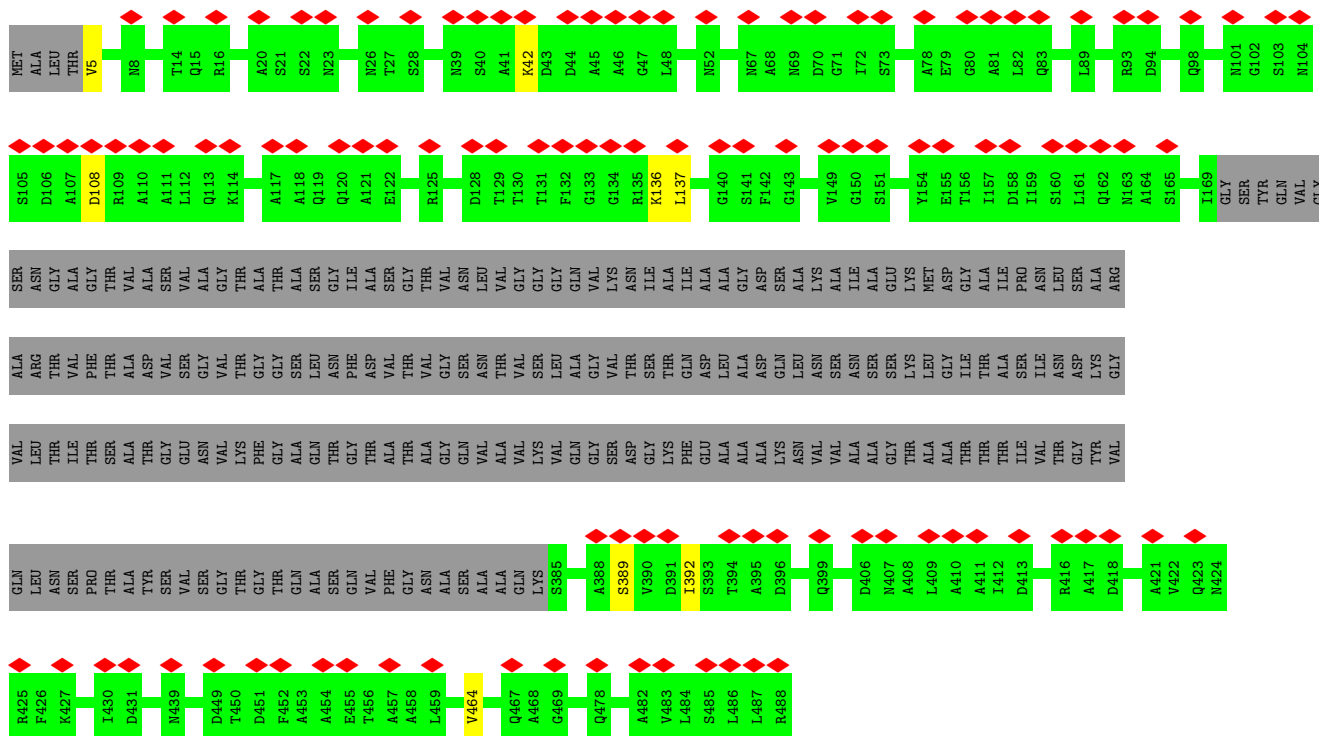 MET ALA LEU THR V5 N8 T14 Q15 R16 A20 S21 S22 N23 N26 T27 S28 N39 S40 A41 K42 D43 D44 A45 A46 G47 L48 N52 N67 A68 N69 D70 G71 I72 S73 A78 E79 G80 A81 L82 Q83 L89 R93 D94 Q98 N101 G102 S103 N104
S105 D106 A107 D108 R109 A110 A111 L112 Q113 K114 A117 A118 Q119 Q120 A121 E122 R125 D128 T129 T130 T131 F132 G133 G134 R135 K136 L137 G140 S141 F142 G143 V149 G150 S151 Y154 E155 T156 I157 D158 I159 S160 L161 Q162 N163 A164 S165 I169 GLY SER TYR GLN VAL GLY
SER ASN GLY ALA GLY THR VAL ALA SER VAL ALA GLY THR ALA THR ALA SER GLY ILE ALA SER GLY THR VAL ASN LEU VAL GLY GLY GLY GLN VAL LYS ASN ILE ALA ILE ALA ALA GLY ASP SER ALA LYS ALA ILE ALA GLU LYS MET ASP GLY ALA ILE PRO ASN LEU SER ALA ARG
ALA ARG THR VAL PHE THR ALA ASP VAL SER GLY VAL THR GLY GLY SER LEU ASN PHE ASP VAL THR VAL GLY SER ASN THR VAL SER LEU ALA GLY VAL THR SER THR GLN ASP LEU ALA ASP GLN LEU ASN SER ASN SER SER LYS LEU GLY ILE THR ALA SER ILE ASN ASP LYS GLY
VAL LEU THR ILE THR SER ALA THR GLY GLU ASN VAL LYS PHE GLY ALA GLN THR GLY THR ALA THR ALA GLY GLN VAL ALA VAL LYS VAL GLN GLY SER ASP GLY LYS PHE GLU ALA ALA ALA LYS ASN VAL VAL ALA ALA GLY THR ALA ALA THR THR THR ILE VAL THR GLY TYR VAL
GLN LEU ASN SER PRO THR ALA TYR SER VAL SER GLY THR GLY THR GLN ALA SER GLN VAL PHE GLY ASN ALA SER ALA ALA GLN LYS S385 A388 S389 V390 D391 I392 S393 T394 A395 D396 Q399 D406 N407 A408 L409 A410 A411 I412 D413 R416 A417 D418 A421 V422 Q423 N424
R425 F426 K427 I430 D431 N439 D449 T450 D451 F452 A453 A454 E455 T456 A457 A458 L459 V464 Q467 A468 G469 Q478 A482 V483 L484 S485 L486 L487 R488